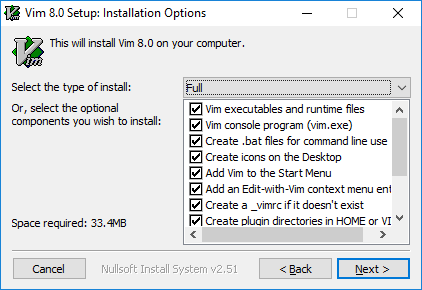 Vim 8.0 Setup: Installation Options
Vim
This will install Vim 8.0 on your computer.
Select the type of install:
Full
Or, select the optional
components you wish to install:
Vim executables and runtime files
Vim console program (vim.exe)
Create .bat files for command line use
Create icons on the Desktop
Add Vim to the Start Menu
Add an Edit-with-Vim context menu ent
Create a _vimrc if it doesn't exist
Create plugin directories in HOME or VI
Space required: 33.4MB
Cancel
Nullsoft Install System v2.51
< Back
Next >